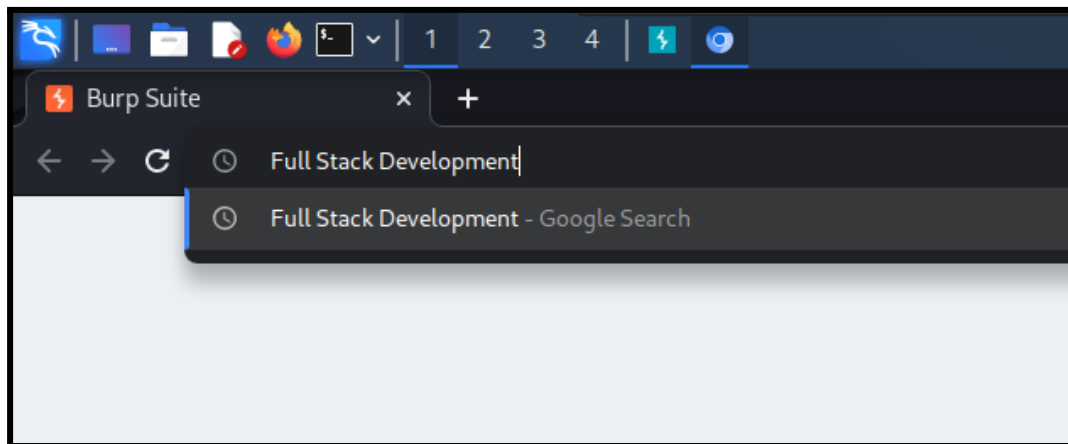 1 2 3 4
Burp Suite
Full Stack Development
Full Stack Development - Google Search